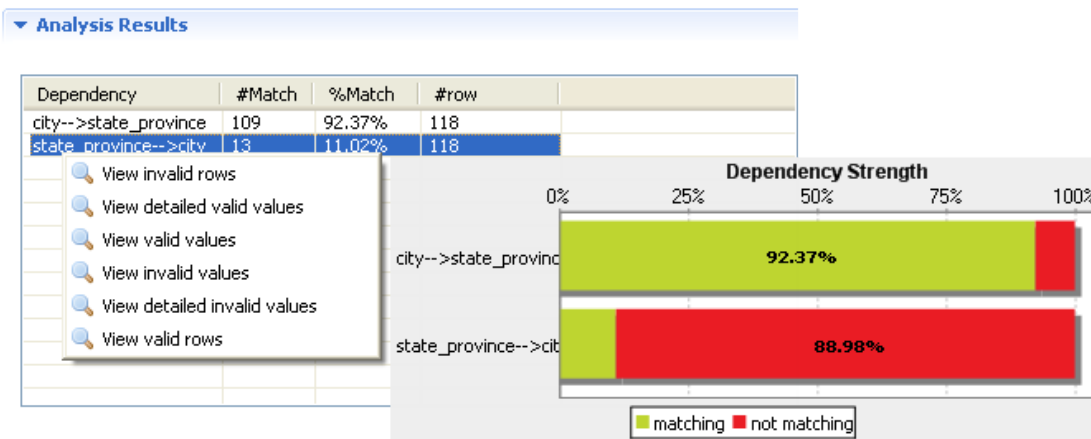 Analysis Results
Dependency #Match %Match #row
city-->state_province 109 92.37% 118
state_province-->city 13 11.02% 118
View invalid rows
View detailed valid values
View valid values
View invalid values
View detailed invalid values
View valid rows
Dependency Strength
0% 25% 50% 75% 100%
city-->state_provinc
92.37%
state_province-->cit
88.98%
matching not matching